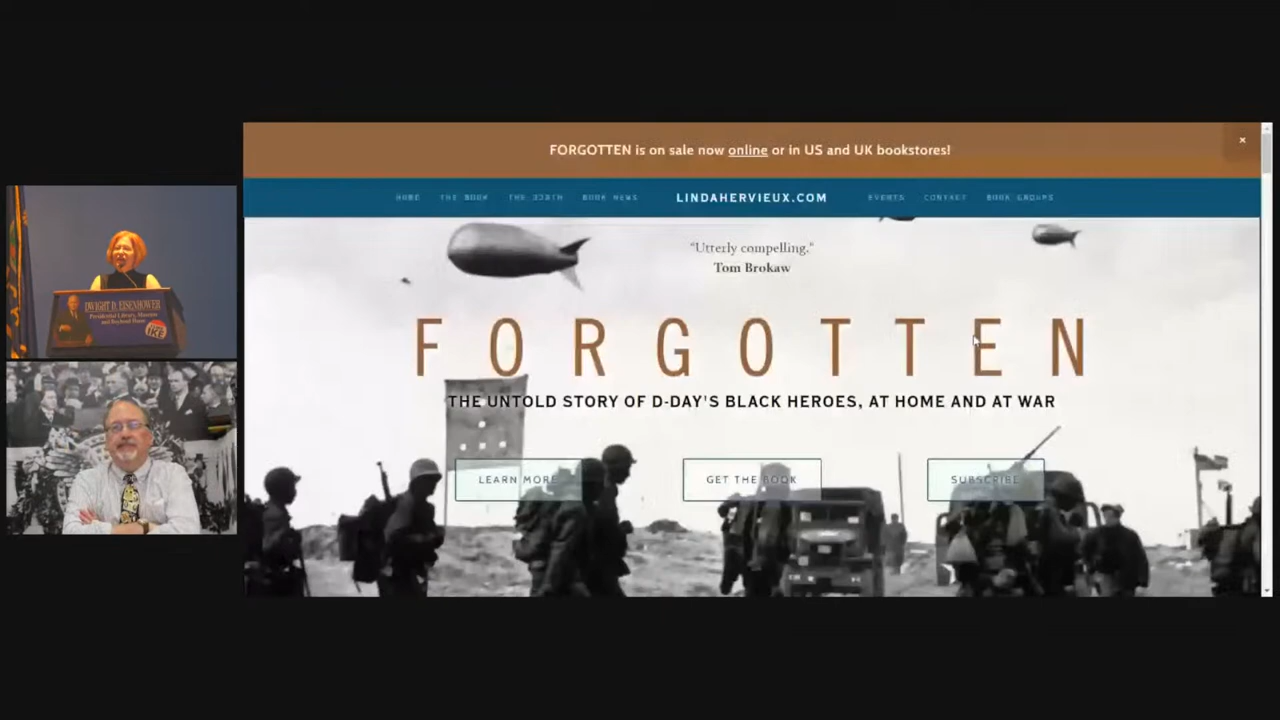 FORGOTTEN is on sale now online or in US and UK bookstores!
×
HOME THE BOOK THE 320TH BOOK NEWS LINDAHERVIEUX.COM EVENTS CONTACT BOOK GROUPS
“Utterly compelling.”
Tom Brokaw
FORGOTTEN
THE UNTOLD STORY OF D-DAY'S BLACK HEROES, AT HOME AND AT WAR
LEARN MORE GET THE BOOK SUBSCRIBE
DWIGHT D. EISENHOWER
Presidential Library, Museum
and Boyhood Home
IKE